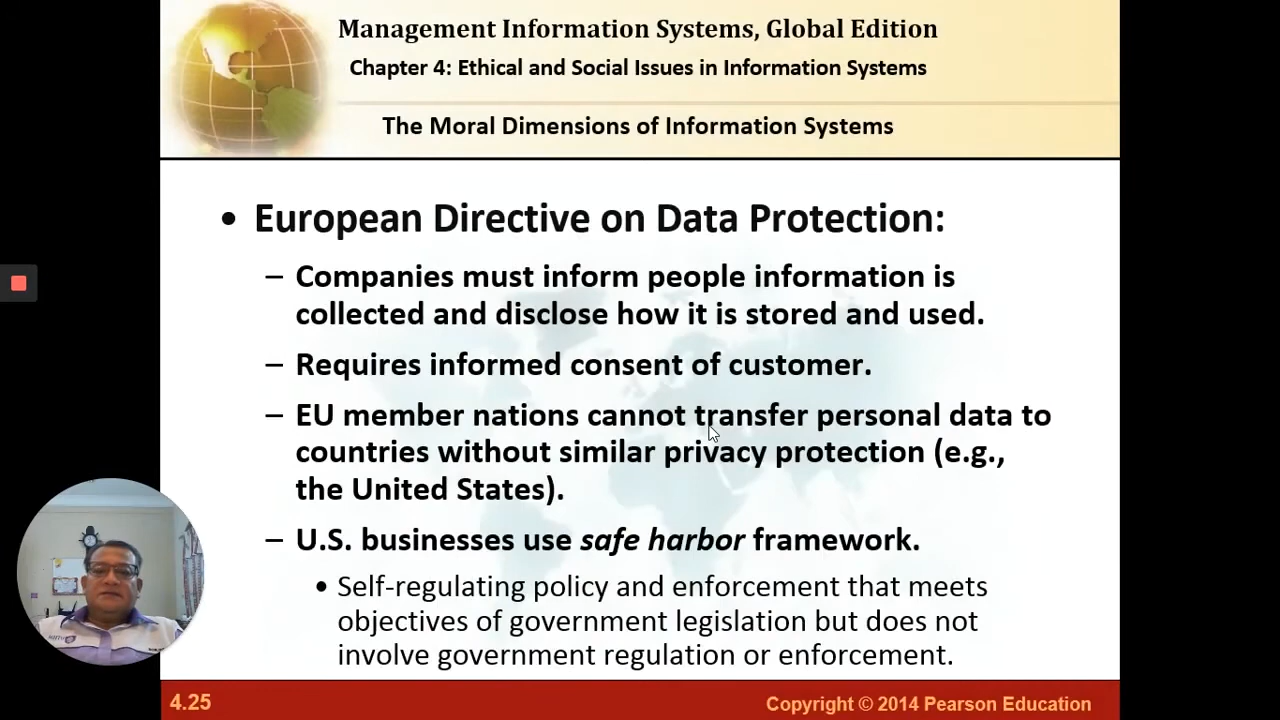 Management Information Systems, Global Edition
Chapter 4: Ethical and Social Issues in Information Systems
The Moral Dimensions of Information Systems
• European Directive on Data Protection:
– Companies must inform people information is
collected and disclose how it is stored and used.
– Requires informed consent of customer.
– EU member nations cannot transfer personal data to
countries without similar privacy protection (e.g.,
the United States).
– U.S. businesses use safe harbor framework.
• Self-regulating policy and enforcement that meets
objectives of government legislation but does not
involve government regulation or enforcement.
4.25
Copyright © 2014 Pearson Education